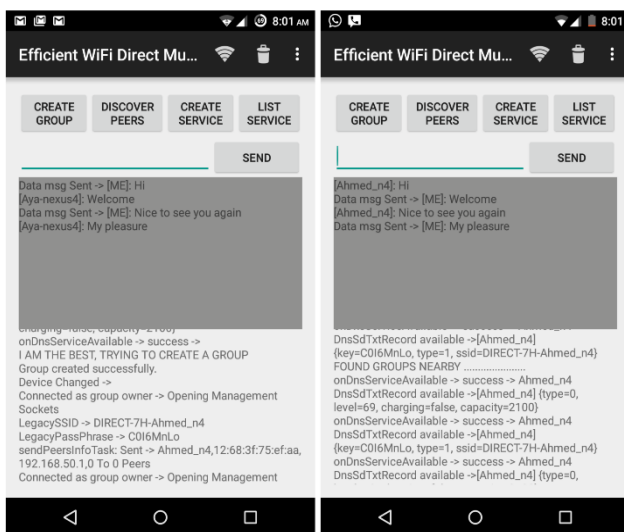 8:01 AM
Efficient WiFi Direct Mu...
CREATE GROUP
DISCOVER PEERS
CREATE SERVICE
LIST SERVICE
SEND
Data msg Sent -> [ME]: Hi
[Aya-nexus4]: Welcome
Data msg Sent -> [ME]: Nice to see you again
[Aya-nexus4]: My pleasure
charging=false, capacity=2100}
onDnsServiceAvailable -> success ->
I AM THE BEST, TRYING TO CREATE A GROUP
Group created successfully.
Device Changed ->
Connected as group owner -> Opening Management
Sockets
LegacySSID -> DIRECT-7H-Ahmed_n4
LegacyPassPhrase -> C0I6MnLo
sendPeersInfoTask: Sent -> Ahmed_n4,12:68:3f:75:ef:aa,
192.168.50.1,0 To 0 Peers
Connected as group owner -> Opening Management
8:01
Efficient WiFi Direct Mu...
CREATE GROUP
DISCOVER PEERS
CREATE SERVICE
LIST SERVICE
SEND
[Ahmed_n4]: Hi
Data msg Sent -> [ME]: Welcome
[Ahmed_n4]: Nice to see you again
Data msg Sent -> [ME]: My pleasure
onDnsServiceAvailable -> success -> Ahmed_n4
DnsSdTxtRecord available ->[Ahmed_n4]
{key=C0I6MnLo, type=1, ssid=DIRECT-7H-Ahmed_n4}
FOUND GROUPS NEARBY ......................
onDnsServiceAvailable -> success -> Ahmed_n4
DnsSdTxtRecord available ->[Ahmed_n4] {type=0,
level=69, charging=false, capacity=2100}
onDnsServiceAvailable -> success -> Ahmed_n4
DnsSdTxtRecord available ->[Ahmed_n4]
{key=C0I6MnLo, type=1, ssid=DIRECT-7H-Ahmed_n4}
onDnsServiceAvailable -> success -> Ahmed_n4
DnsSdTxtRecord available ->[Ahmed_n4] {type=0,